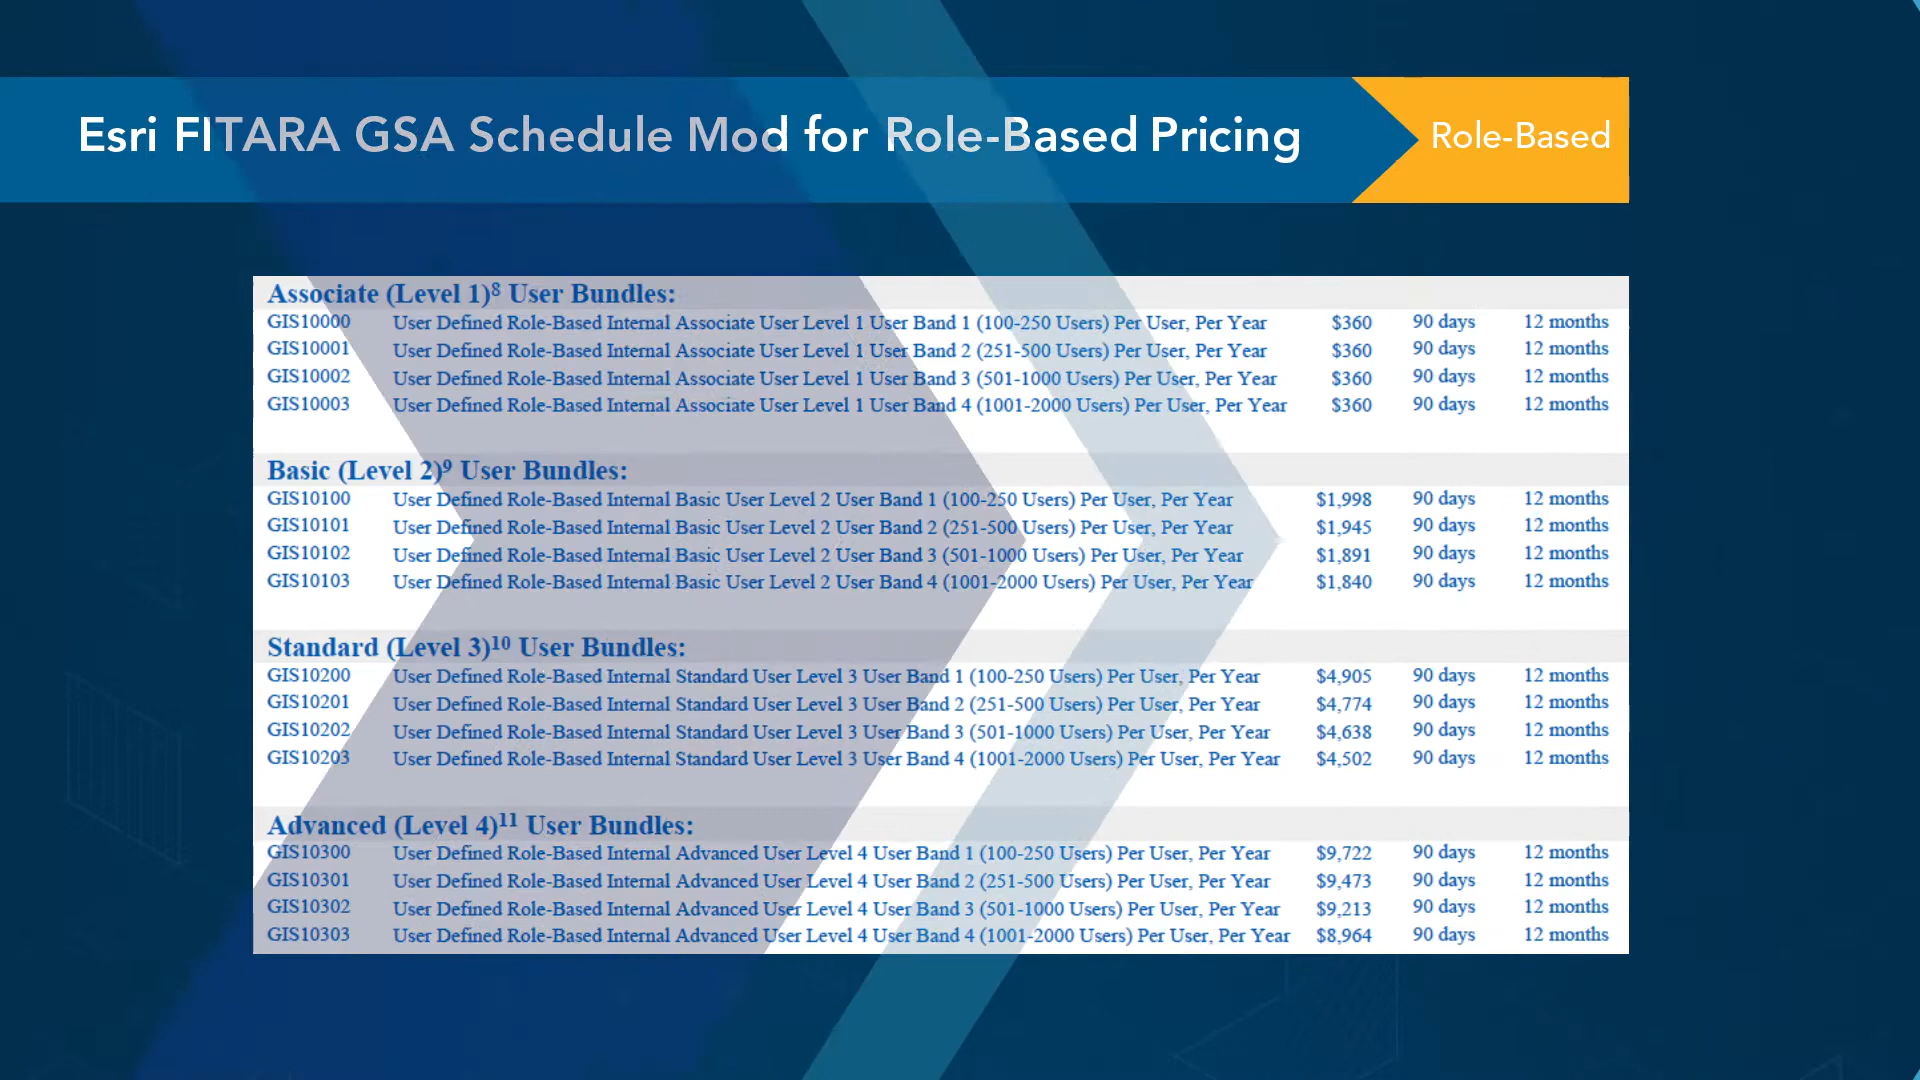 Esri FITARA GSA Schedule Mod for Role-Based Pricing
Role-Based
Associate (Level 1)⁸ User Bundles:
GIS10000 User Defined Role-Based Internal Associate User Level 1 User Band 1 (100-250 Users) Per User, Per Year $360 90 days 12 months
GIS10001 User Defined Role-Based Internal Associate User Level 1 User Band 2 (251-500 Users) Per User, Per Year $360 90 days 12 months
GIS10002 User Defined Role-Based Internal Associate User Level 1 User Band 3 (501-1000 Users) Per User, Per Year $360 90 days 12 months
GIS10003 User Defined Role-Based Internal Associate User Level 1 User Band 4 (1001-2000 Users) Per User, Per Year $360 90 days 12 months
Basic (Level 2)⁹ User Bundles:
GIS10100 User Defined Role-Based Internal Basic User Level 2 User Band 1 (100-250 Users) Per User, Per Year $1,998 90 days 12 months
GIS10101 User Defined Role-Based Internal Basic User Level 2 User Band 2 (251-500 Users) Per User, Per Year $1,945 90 days 12 months
GIS10102 User Defined Role-Based Internal Basic User Level 2 User Band 3 (501-1000 Users) Per User, Per Year $1,891 90 days 12 months
GIS10103 User Defined Role-Based Internal Basic User Level 2 User Band 4 (1001-2000 Users) Per User, Per Year $1,840 90 days 12 months
Standard (Level 3)¹⁰ User Bundles:
GIS10200 User Defined Role-Based Internal Standard User Level 3 User Band 1 (100-250 Users) Per User, Per Year $4,905 90 days 12 months
GIS10201 User Defined Role-Based Internal Standard User Level 3 User Band 2 (251-500 Users) Per User, Per Year $4,774 90 days 12 months
GIS10202 User Defined Role-Based Internal Standard User Level 3 User Band 3 (501-1000 Users) Per User, Per Year $4,638 90 days 12 months
GIS10203 User Defined Role-Based Internal Standard User Level 3 User Band 4 (1001-2000 Users) Per User, Per Year $4,502 90 days 12 months
Advanced (Level 4)¹¹ User Bundles:
GIS10300 User Defined Role-Based Internal Advanced User Level 4 User Band 1 (100-250 Users) Per User, Per Year $9,722 90 days 12 months
GIS10301 User Defined Role-Based Internal Advanced User Level 4 User Band 2 (251-500 Users) Per User, Per Year $9,473 90 days 12 months
GIS10302 User Defined Role-Based Internal Advanced User Level 4 User Band 3 (501-1000 Users) Per User, Per Year $9,213 90 days 12 months
GIS10303 User Defined Role-Based Internal Advanced User Level 4 User Band 4 (1001-2000 Users) Per User, Per Year $8,964 90 days 12 months